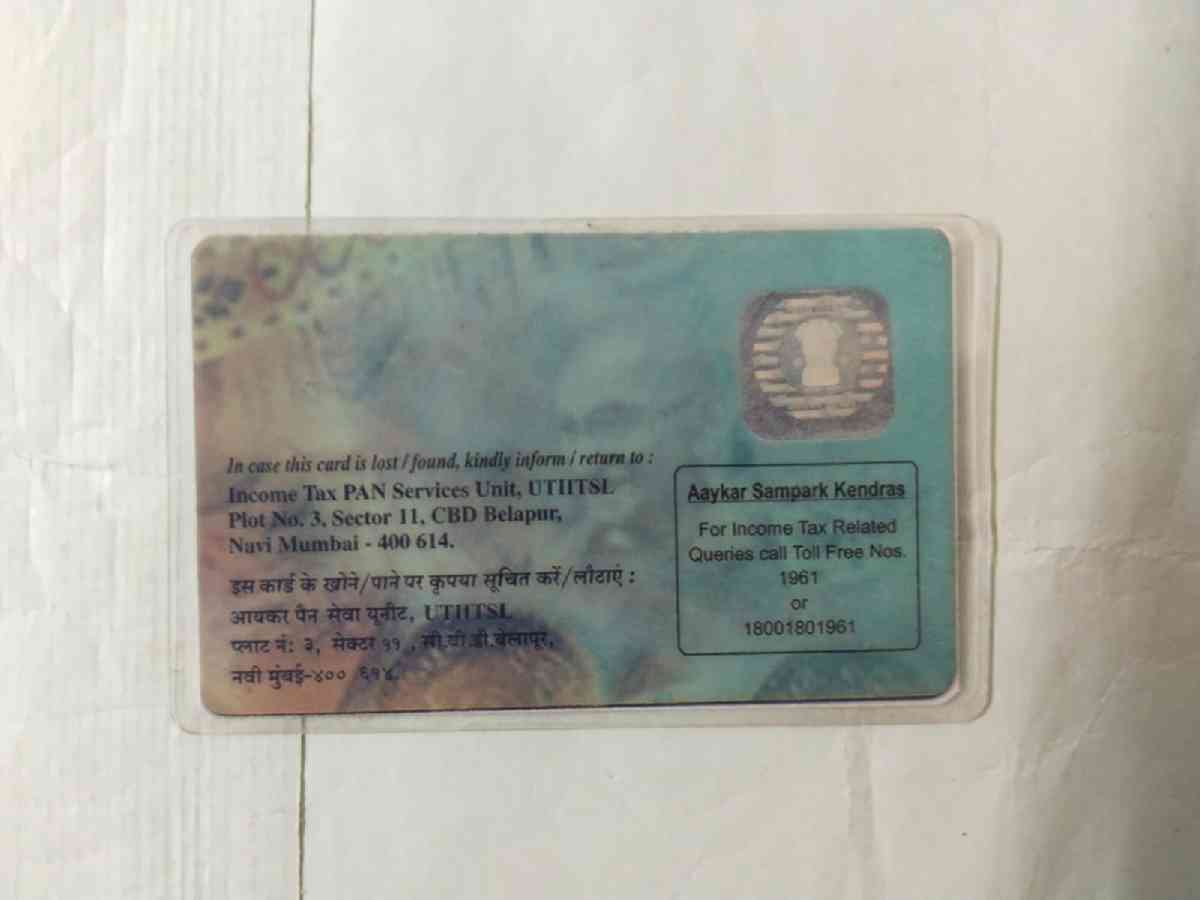 In case this card is lost / found, kindly inform / return to :
Income Tax PAN Services Unit, UTIITSL
Plot No. 3, Sector 11, CBD Belapur,
Navi Mumbai - 400 614.
इस कार्ड के खोने/पाने पर कृपया सूचित करें/लौटाएं :
आयकर पैन सेवा यूनीट, UTIITSL
प्लाट नं: ३, सेक्टर ११ , सी.बी.डी.बेलापूर,
नवी मुंबई-४०० ६१४.
Aaykar Sampark Kendras
For Income Tax Related
Queries call Toll Free Nos.
1961
or
18001801961